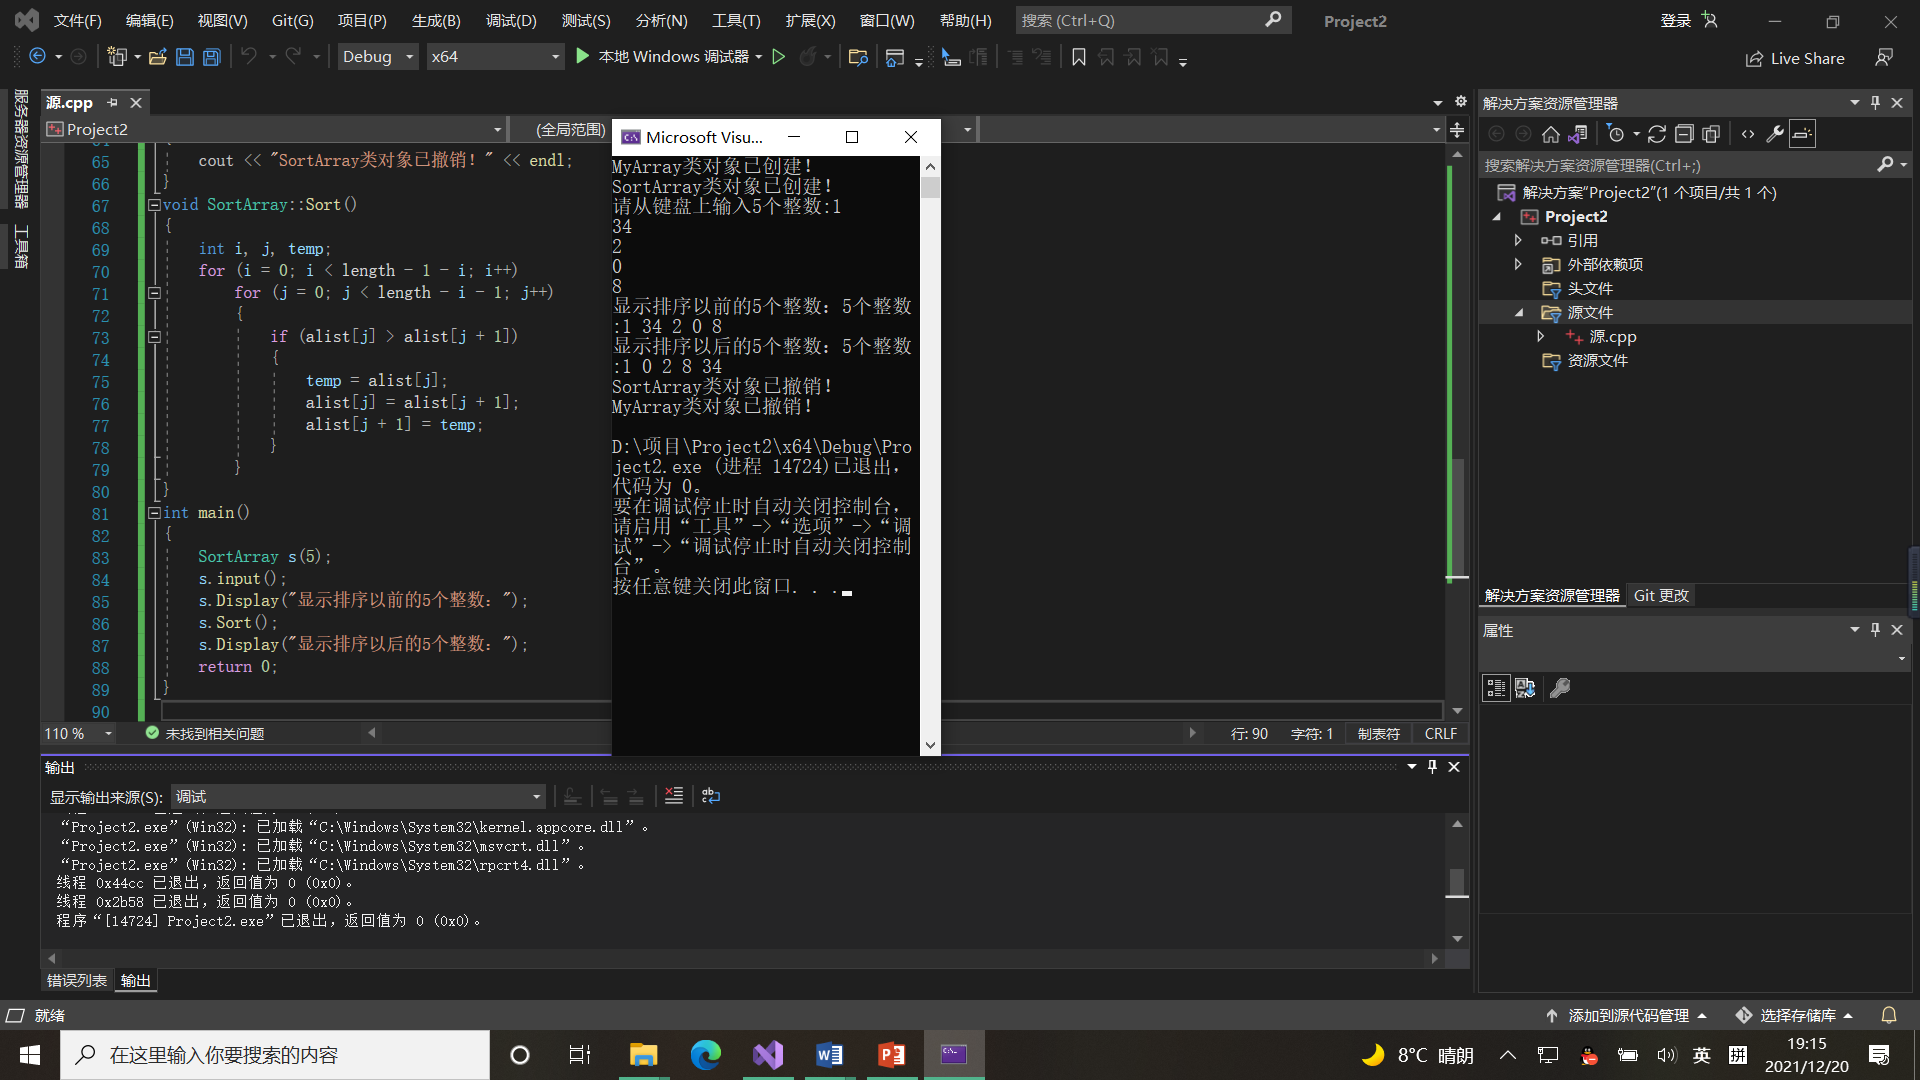 文件(F) 编辑(E) 视图(V) Git(G) 项目(P) 生成(B) 调试(D) 测试(S) 分析(N) 工具(T) 扩展(X) 窗口(W) 帮助(H) 搜索 (Ctrl+Q) Project2 登录
Debug x64 本地 Windows 调试器 Live Share
服务器资源管理器
工具箱
源.cpp
Project2 (全局范围)
65 cout << "SortArray类对象已撤销！" << endl;
66 }
67 void SortArray::Sort()
68 {
69 int i, j, temp;
70 for (i = 0; i < length - 1 - i; i++)
71 for (j = 0; j < length - i - 1; j++)
72 {
73 if (alist[j] > alist[j + 1])
74 {
75 temp = alist[j];
76 alist[j] = alist[j + 1];
77 alist[j + 1] = temp;
78 }
79 }
80 }
81 int main()
82 {
83 SortArray s(5);
84 s.input();
85 s.Display("显示排序以前的5个整数：");
86 s.Sort();
87 s.Display("显示排序以后的5个整数：");
88 return 0;
89 }
90
110 % 未找到相关问题 行: 90 字符: 1 制表符 CRLF
Microsoft Visu...
MyArray类对象已创建！
SortArray类对象已创建！
请从键盘上输入5个整数:1
34
2
0
8
显示排序以前的5个整数：5个整数
:1 34 2 0 8
显示排序以后的5个整数：5个整数
:1 0 2 8 34
SortArray类对象已撤销！
MyArray类对象已撤销！
D:\项目\Project2\x64\Debug\Pro
ject2.exe (进程 14724)已退出，
代码为 0。
要在调试停止时自动关闭控制台，
请启用“工具”->“选项”->“调
试”->“调试停止时自动关闭控制
台”。
按任意键关闭此窗口. . .
解决方案资源管理器
搜索解决方案资源管理器(Ctrl+;)
解决方案“Project2”(1 个项目/共 1 个)
Project2
引用
外部依赖项
头文件
源文件
源.cpp
资源文件
解决方案资源管理器 Git 更改
属性
输出
显示输出来源(S): 调试
“Project2.exe”(Win32): 已加载“C:\Windows\System32\kernel.appcore.dll”。
“Project2.exe”(Win32): 已加载“C:\Windows\System32\msvcrt.dll”。
“Project2.exe”(Win32): 已加载“C:\Windows\System32\rpcrt4.dll”。
线程 0x44cc 已退出，返回值为 0 (0x0)。
线程 0x2b58 已退出，返回值为 0 (0x0)。
程序“[14724] Project2.exe”已退出，返回值为 0 (0x0)。
错误列表 输出
就绪 添加到源代码管理 选择存储库
在这里输入你要搜索的内容 8°C 晴朗 英 拼 19:15
2021/12/20